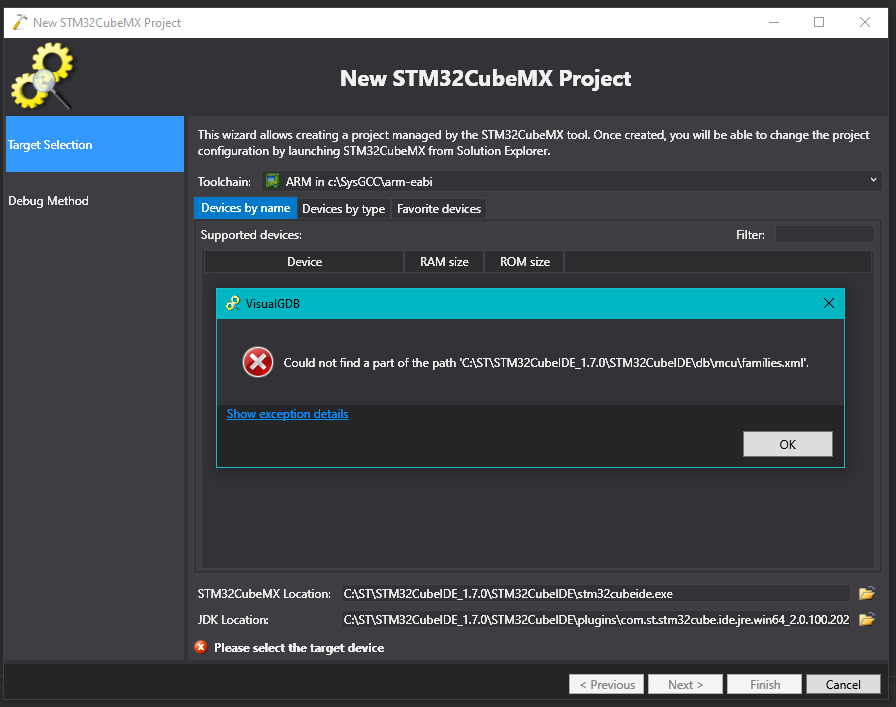 New STM32CubeMX Project
New STM32CubeMX Project
Target Selection
Debug Method
This wizard allows creating a project managed by the STM32CubeMX tool. Once created, you will be able to change the project
configuration by launching STM32CubeMX from Solution Explorer.
Toolchain: ARM in c:\SysGCC\arm-eabi
Devices by name Devices by type Favorite devices
Supported devices: Filter:
Device RAM size ROM size
VisualGDB
Could not find a part of the path 'C:\ST\STM32CubeIDE_1.7.0\STM32CubeIDE\db\mcu\families.xml'.
Show exception details
OK
STM32CubeMX Location: C:\ST\STM32CubeIDE_1.7.0\STM32CubeIDE\stm32cubeide.exe
JDK Location: C:\ST\STM32CubeIDE_1.7.0\STM32CubeIDE\plugins\com.st.stm32cube.ide.jre.win64_2.0.100.202
Please select the target device
< Previous Next > Finish Cancel